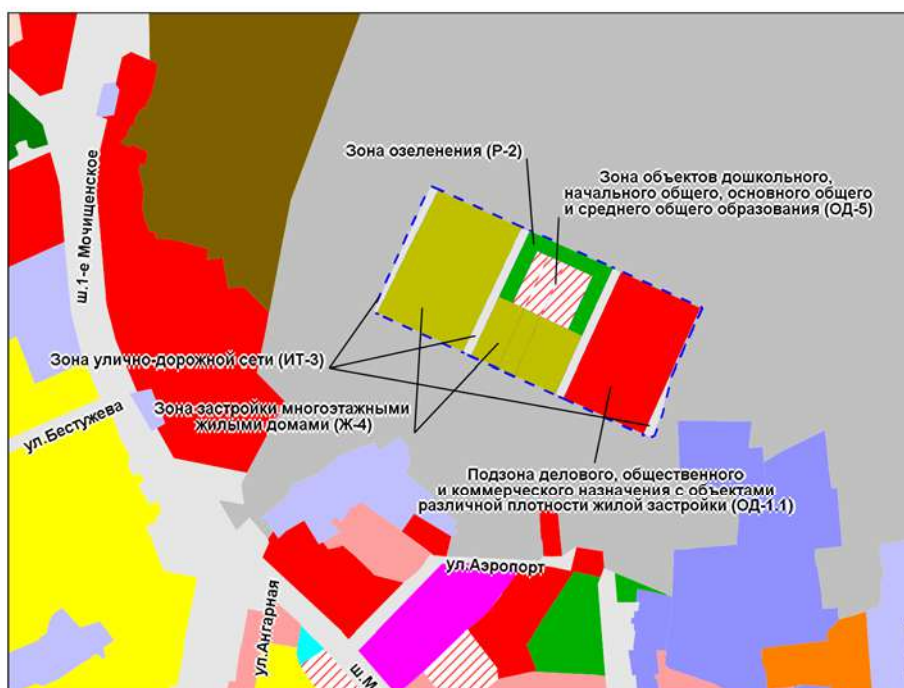 Зона озеленения (Р-2)
Зона объектов дошкольного,
начального общего, основного общего
и среднего общего образования (ОД-5)
ш.1-е Мочищенское
Зона улично-дорожной сети (ИТ-3)
Зона застройки многоэтажными
жилыми домами (Ж-4)
ул.Бестужева
Подзона делового, общественного
и коммерческого назначения с объектами
различной плотности жилой застройки (ОД-1.1)
ул.Аэропорт
ул.Ангарная
ш.М